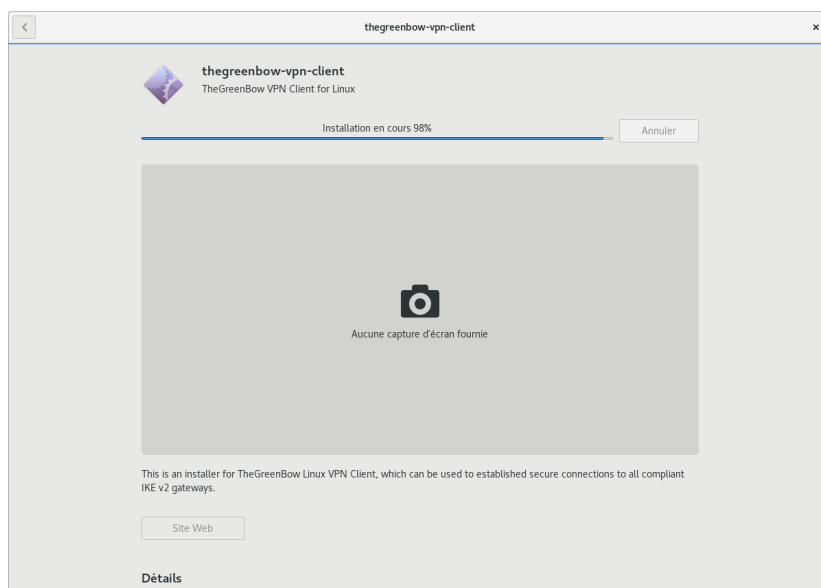 thegreenbow-vpn-client
thegreenbow-vpn-client
TheGreenBow VPN Client for Linux
Installation en cours 98%
Annuler
Aucune capture d'écran fournie
This is an installer for TheGreenBow Linux VPN Client, which can be used to established secure connections to all compliant
IKE v2 gateways.
Site Web
Détails